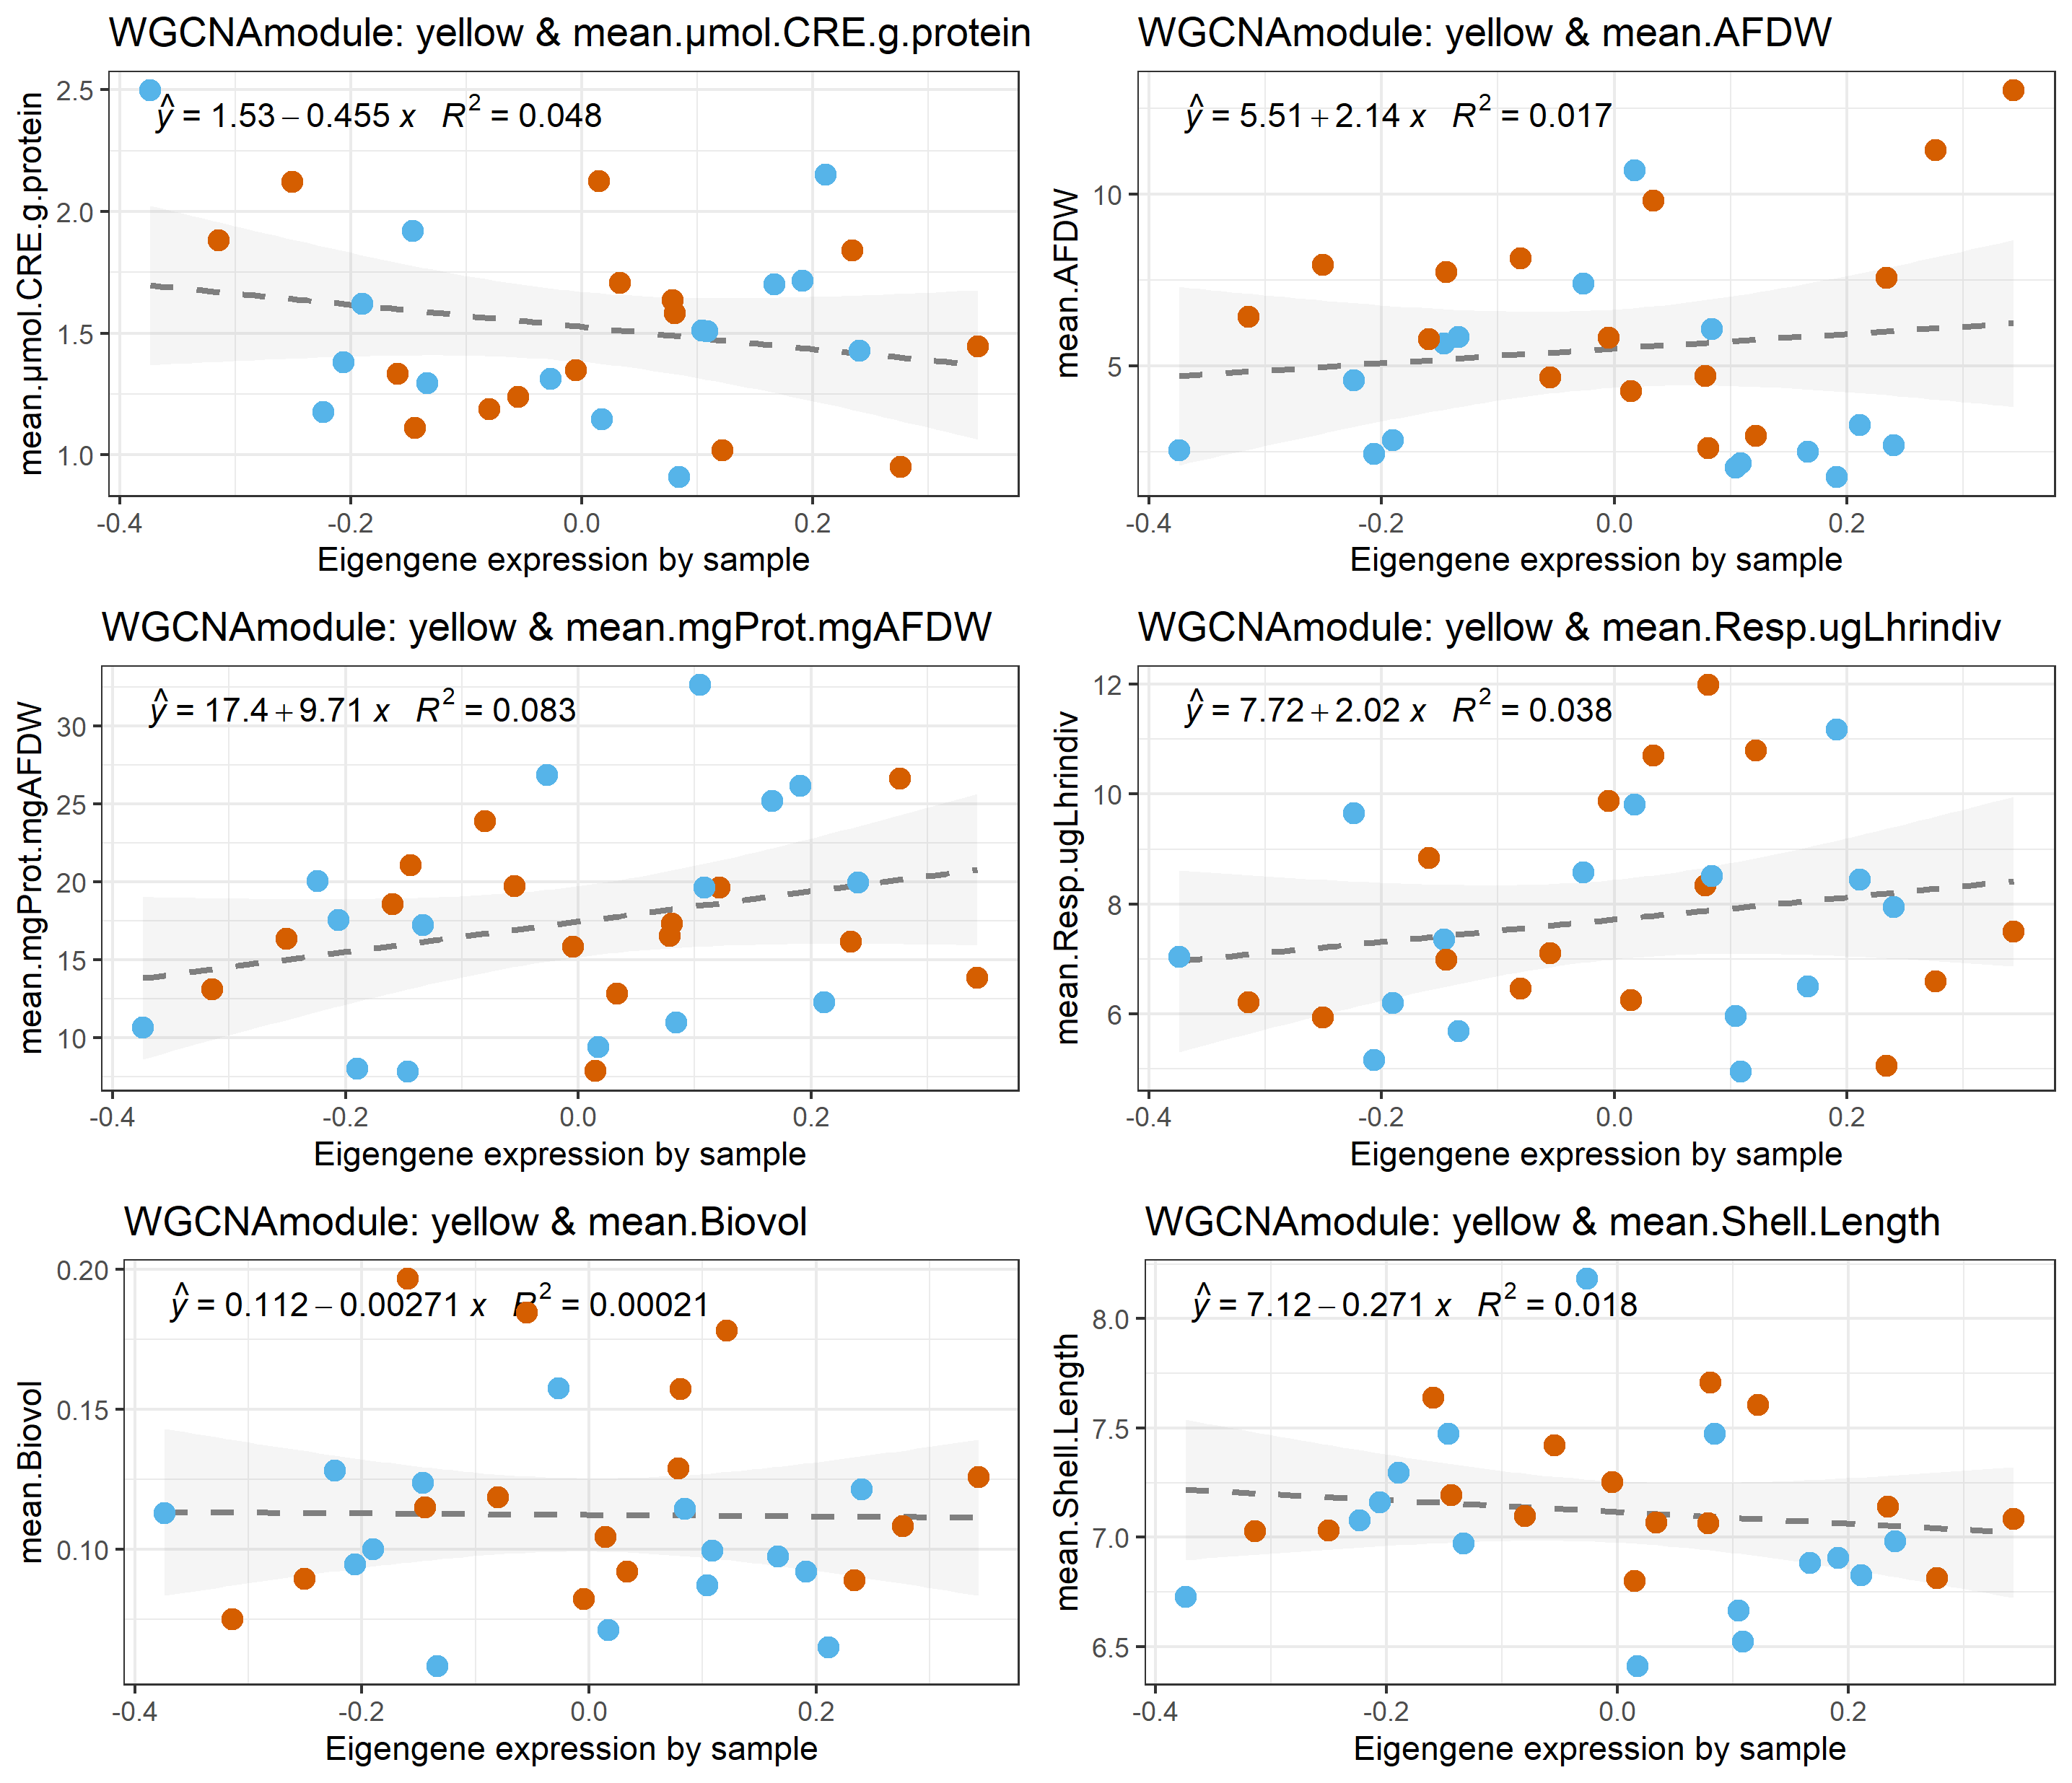 WGCNAmodule: yellow & mean.µmol.CRE.g.protein
ŷ = 1.53 − 0.455 x R² = 0.048
mean.µmol.CRE.g.protein
2.5
2.0
1.5
1.0
-0.4 -0.2 0.0 0.2
Eigengene expression by sample
WGCNAmodule: yellow & mean.AFDW
ŷ = 5.51 + 2.14 x R² = 0.017
mean.AFDW
10
5
-0.4 -0.2 0.0 0.2
Eigengene expression by sample
WGCNAmodule: yellow & mean.mgProt.mgAFDW
ŷ = 17.4 + 9.71 x R² = 0.083
mean.mgProt.mgAFDW
30
25
20
15
10
-0.4 -0.2 0.0 0.2
Eigengene expression by sample
WGCNAmodule: yellow & mean.Resp.ugLhrindiv
ŷ = 7.72 + 2.02 x R² = 0.038
mean.Resp.ugLhrindiv
12
10
8
6
-0.4 -0.2 0.0 0.2
Eigengene expression by sample
WGCNAmodule: yellow & mean.Biovol
ŷ = 0.112 − 0.00271 x R² = 0.00021
mean.Biovol
0.20
0.15
0.10
-0.4 -0.2 0.0 0.2
Eigengene expression by sample
WGCNAmodule: yellow & mean.Shell.Length
ŷ = 7.12 − 0.271 x R² = 0.018
mean.Shell.Length
8.0
7.5
7.0
6.5
-0.4 -0.2 0.0 0.2
Eigengene expression by sample